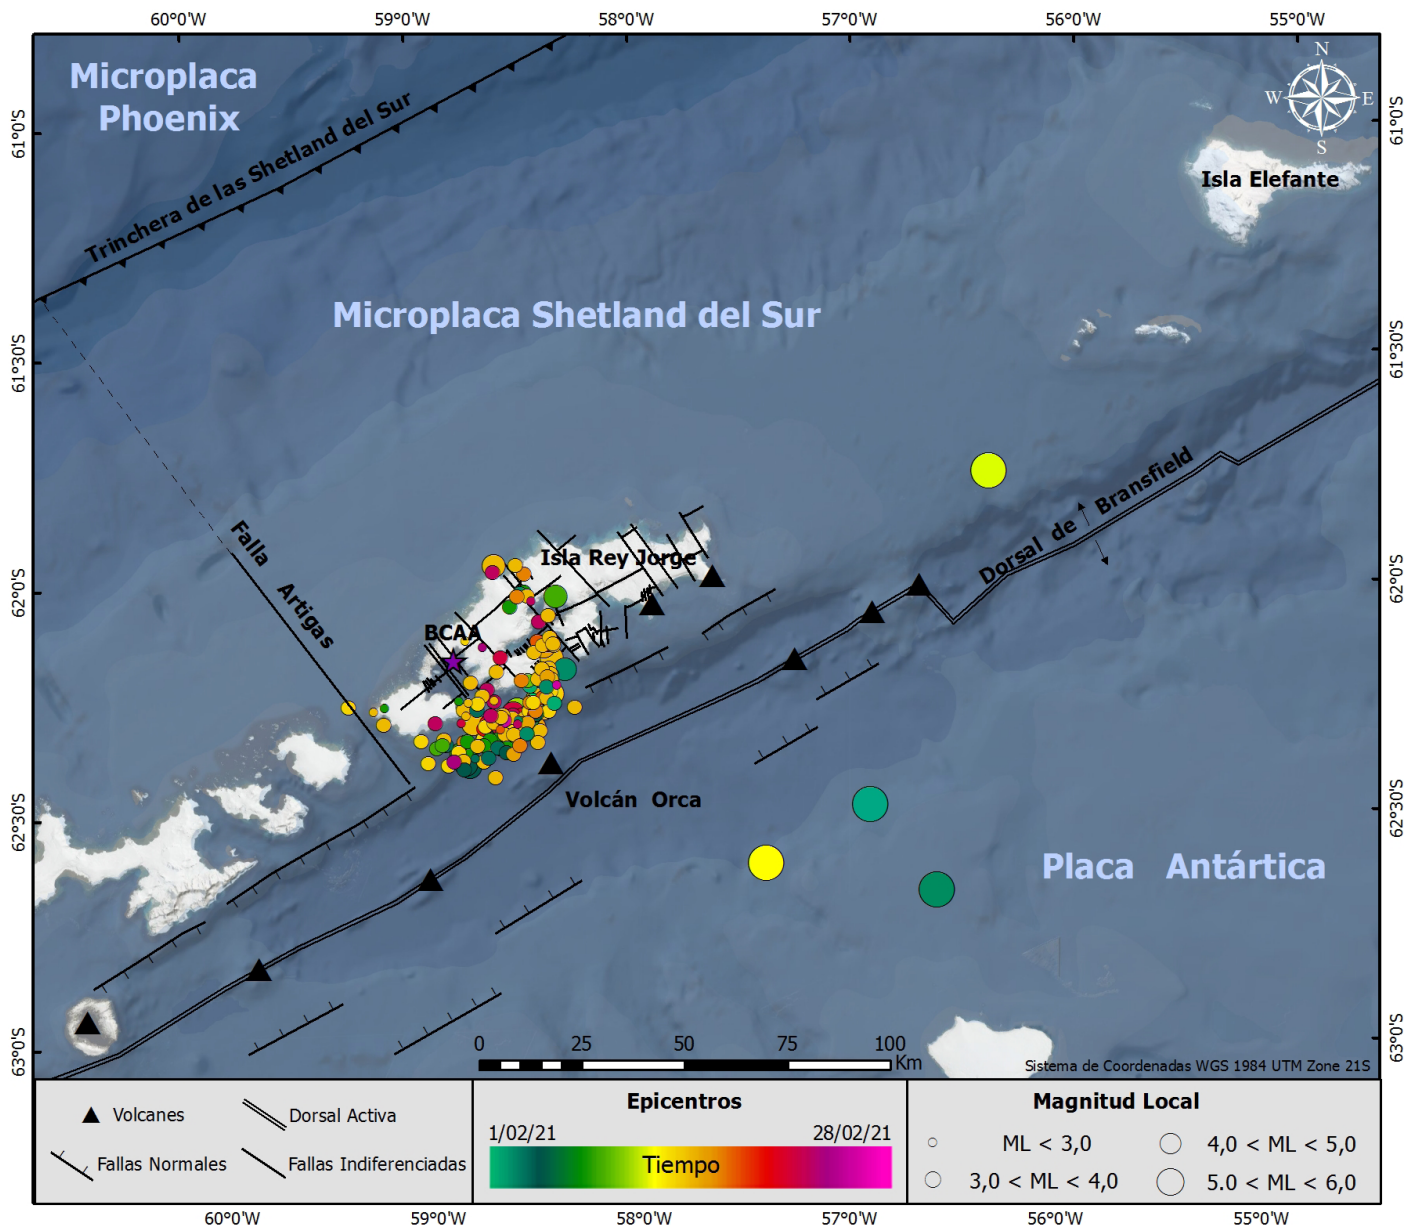 60°0'W 59°0'W 58°0'W 57°0'W 56°0'W 55°0'W
Microplaca
Phoenix
N
W E
S
61°0'S
61°0'S
Trinchera de las Shetland del Sur
Isla Elefante
Microplaca Shetland del Sur
61°30'S
61°30'S
Dorsal de Bransfield
Falla Artigas
Isla Rey Jorge
62°0'S
62°0'S
BCAA
Volcán Orca
62°30'S
62°30'S
Placa Antártica
63°0'S
63°0'S
0 25 50 75 100
Km
Sistema de Coordenadas WGS 1984 UTM Zone 21S
Volcanes
Dorsal Activa
Fallas Normales
Fallas Indiferenciadas
Epicentros
1/02/21 28/02/21
Tiempo
Magnitud Local
ML < 3,0
4,0 < ML < 5,0
3,0 < ML < 4,0
5.0 < ML < 6,0
60°0'W 59°0'W 58°0'W 57°0'W 56°0'W 55°0'W